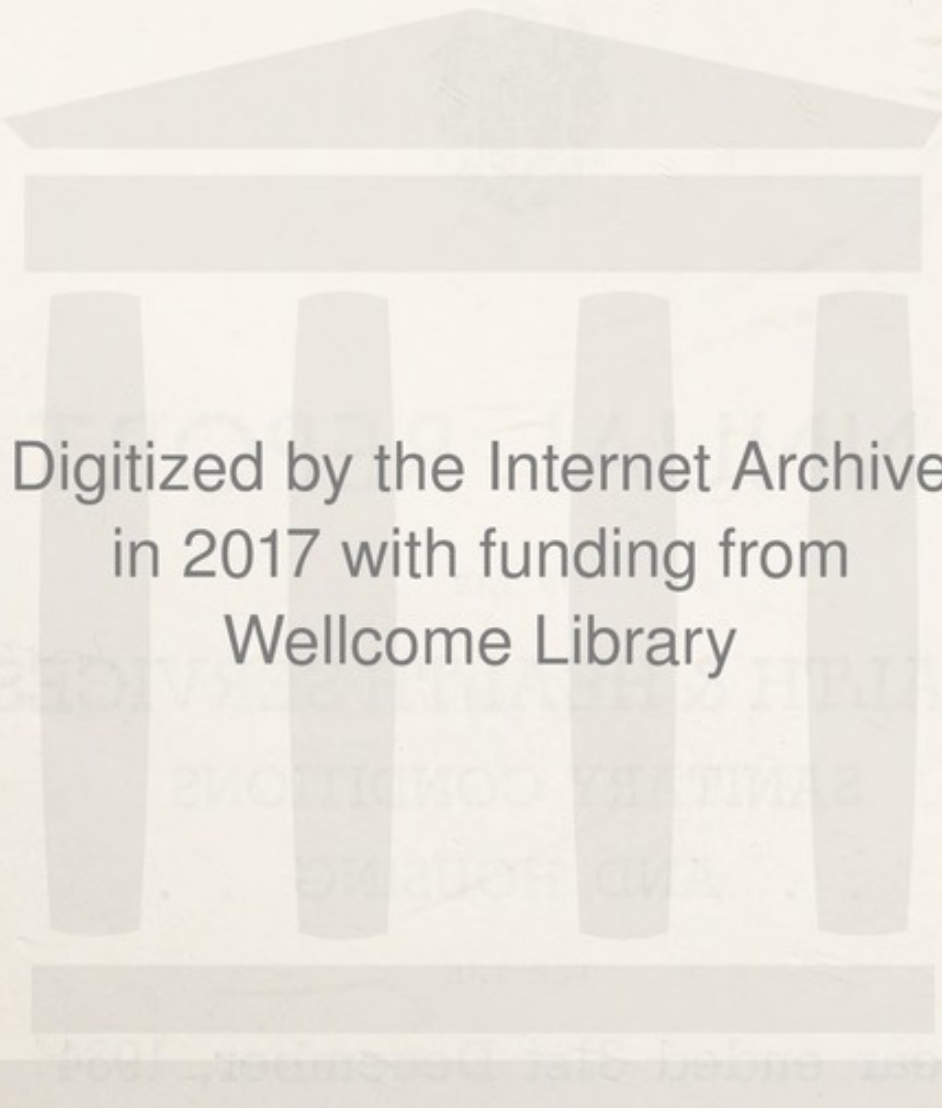 Digitized by the Internet Archive
in 2017 with funding from
Wellcome Library